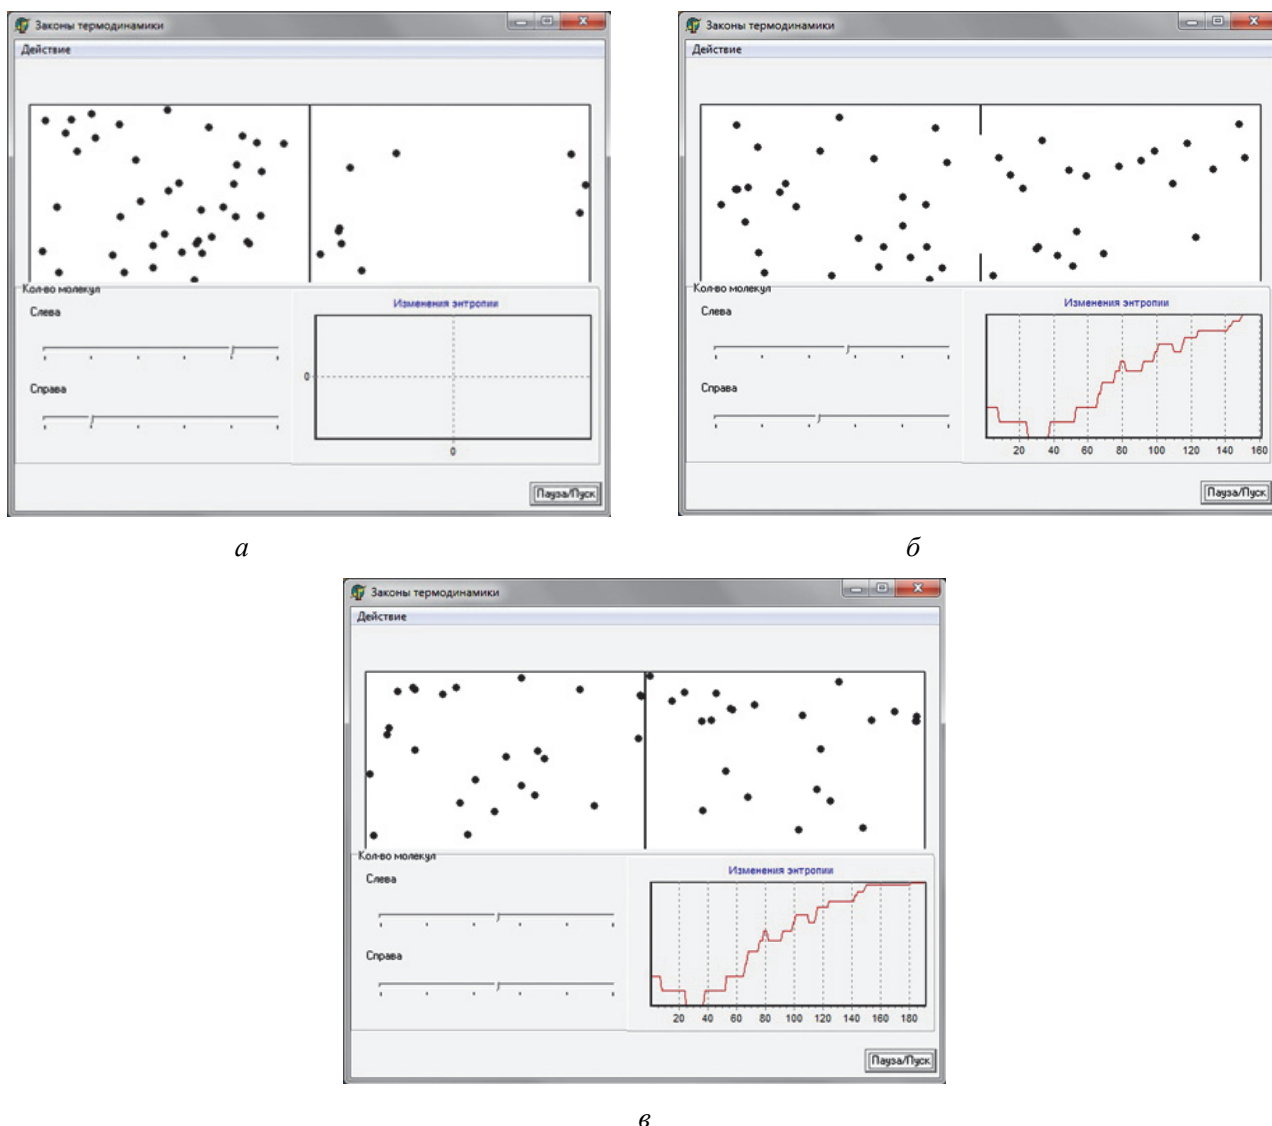 Законы термодинамики
Действие
Кол-во молекул
Слева
Справа
Изменения энтропии
0
0
Пауза/Пуск
а
Законы термодинамики
Действие
Кол-во молекул
Слева
Справа
Изменения энтропии
20 40 60 80 100 120 140 160
Пауза/Пуск
б
Законы термодинамики
Действие
Кол-во молекул
Слева
Справа
Изменения энтропии
20 40 60 80 100 120 140 160 180
Пауза/Пуск
в